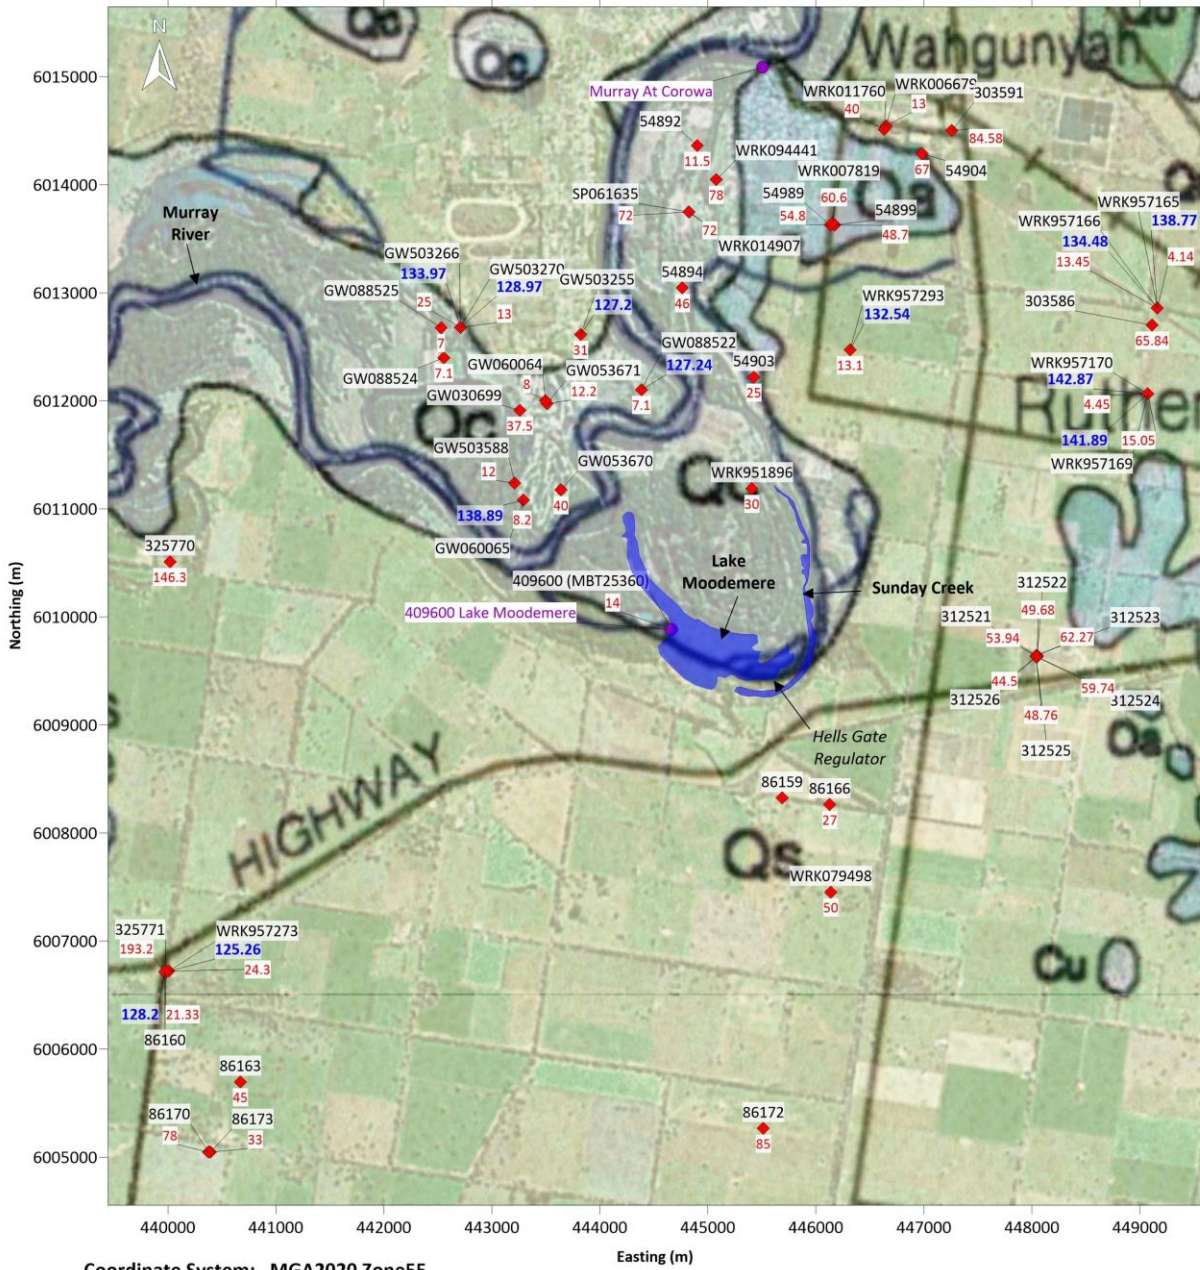 Qc
Qc
Wahgunyah
N
6015000
Murray At Corowa
WRK011760
40
WRK006679
13
303591
84.58
54892
11.5
WRK094441
78
WRK007819
60.6
67
54904
6014000
SP061635
72
72
WRK014907
54989
54.8
Qa
54899
48.7
Murray
River
WRK957165
138.77
WRK957166
134.48
13.45
4.14
GW503266
133.97
GW503270
128.97
GW503255
127.2
54894
46
6013000
GW088525
25
13
7
31
WRK957293
132.54
13.1
303586
65.84
GW088524
7.1
GW060064
8
GW053671
12.2
GW088522
127.24
7.1
54903
25
WRK957170
142.87
4.45
6012000
GW030699
37.5
Qc
Rutherglen
141.89
15.05
WRK957169
GW503588
12
GW053670
40
Qc
WRK951896
30
6011000
138.89
8.2
GW060065
325770
146.3
409600 (MBT25360)
14
409600 Lake Moodemere
Lake
Moodemere
Sunday Creek
312522
49.68
312521
53.94
62.27
312523
6010000
44.5
59.74
312526
312524
48.76
312525
6009000
Hells Gate
Regulator
HIGHWAY
86159
86166
27
6008000
Qs
WRK079498
50
6007000
325771
193.2
WRK957273
125.26
24.3
Cu
128.2
21.33
86160
6006000
86163
45
86170
78
86173
33
86172
85
6005000
440000
441000
442000
443000
444000
445000
446000
447000
448000
449000
Northing (m)
Easting (m)
Coordinate System: MGA2020 Zone55